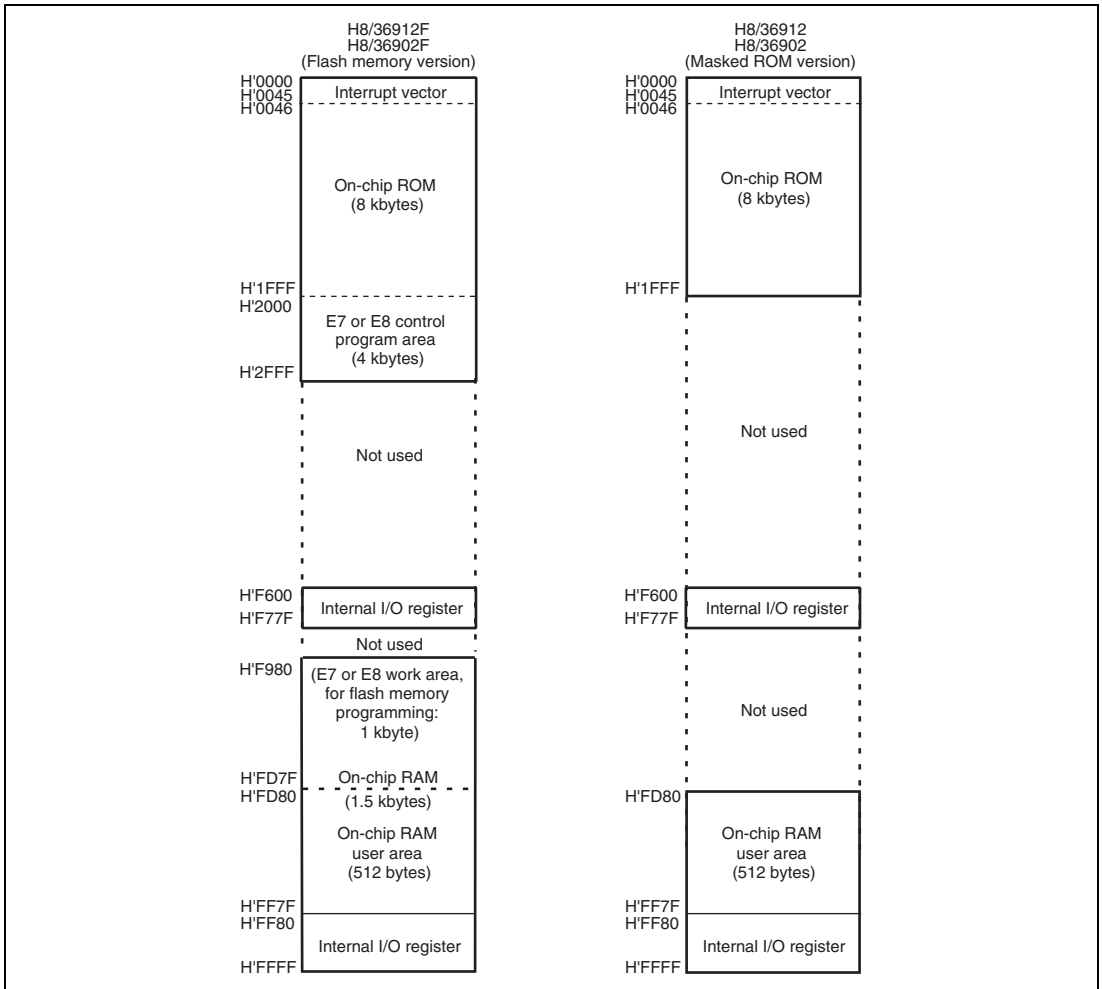 H8/36912F
H8/36902F
(Flash memory version)
H'0000
H'0045
H'0046
Interrupt vector
On-chip ROM
(8 kbytes)
H'1FFF
H'2000
E7 or E8 control
program area
(4 kbytes)
H'2FFF
Not used
H'F600
H'F77F
Internal I/O register
Not used
H'F980
(E7 or E8 work area,
for flash memory
programming:
1 kbyte)
H'FD7F
H'FD80
On-chip RAM
(1.5 kbytes)
On-chip RAM
user area
(512 bytes)
H'FF7F
H'FF80
Internal I/O register
H'FFFF
H8/36912
H8/36902
(Masked ROM version)
H'0000
H'0045
H'0046
Interrupt vector
On-chip ROM
(8 kbytes)
H'1FFF
Not used
H'F600
H'F77F
Internal I/O register
Not used
H'FD80
On-chip RAM
user area
(512 bytes)
H'FF7F
H'FF80
Internal I/O register
H'FFFF